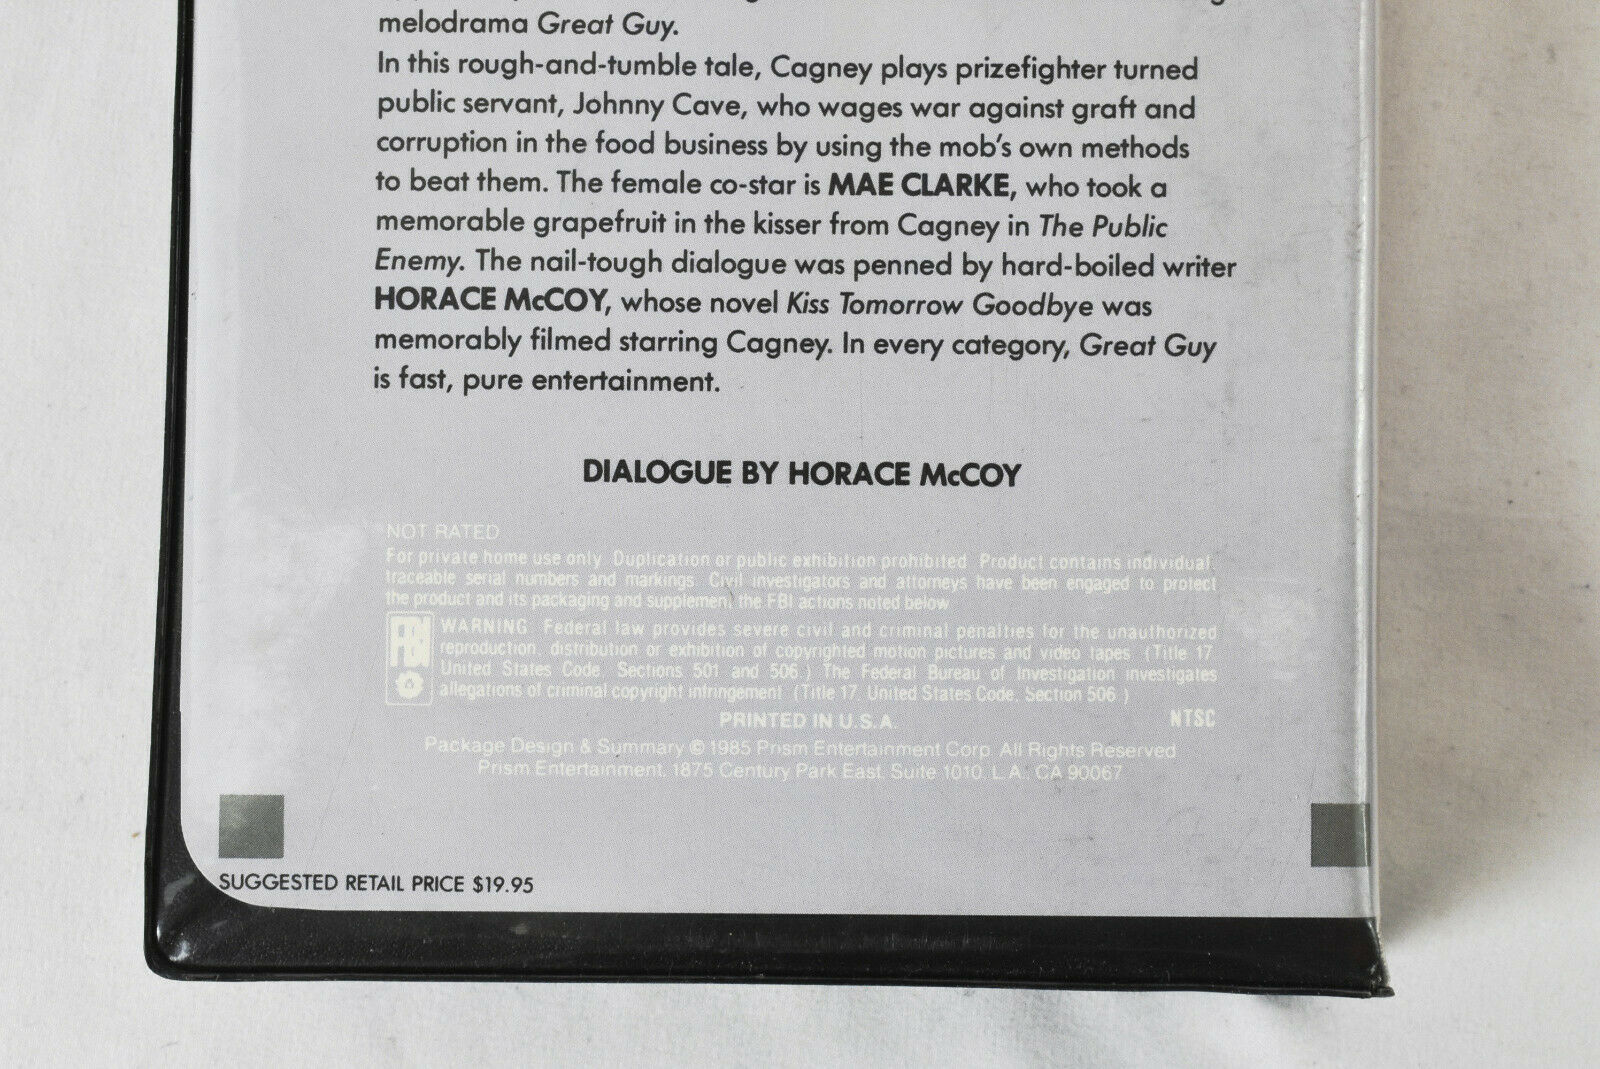 melodrama Great Guy.
In this rough-and-tumble tale, Cagney plays prizefighter turned
public servant, Johnny Cave, who wages war against graft and
corruption in the food business by using the mob's own methods
to beat them. The female co-star is MAE CLARKE, who took a
memorable grapefruit in the kisser from Cagney in The Public
Enemy. The nail-tough dialogue was penned by hard-boiled writer
HORACE McCOY, whose novel Kiss Tomorrow Goodbye was
memorably filmed starring Cagney. In every category, Great Guy
is fast, pure entertainment.
DIALOGUE BY HORACE McCOY
NOT RATED
For private home use only. Duplication or public exhibition prohibited. Product contains individual,
traceable serial numbers and markings. Civil investigators and attorneys have been engaged to protect
the product and its packaging and supplement the FBI actions noted below.
FBI WARNING: Federal law provides severe civil and criminal penalties for the unauthorized
reproduction, distribution or exhibition of copyrighted motion pictures and video tapes. (Title 17,
United States Code, Sections 501 and 506.) The Federal Bureau of Investigation investigates
allegations of criminal copyright infringement. (Title 17, United States Code, Section 506.)
PRINTED IN U.S.A. NTSC
Package Design & Summary © 1985 Prism Entertainment Corp. All Rights Reserved
Prism Entertainment, 1875 Century Park East, Suite 1010, L.A., CA 90067
SUGGESTED RETAIL PRICE $19.95